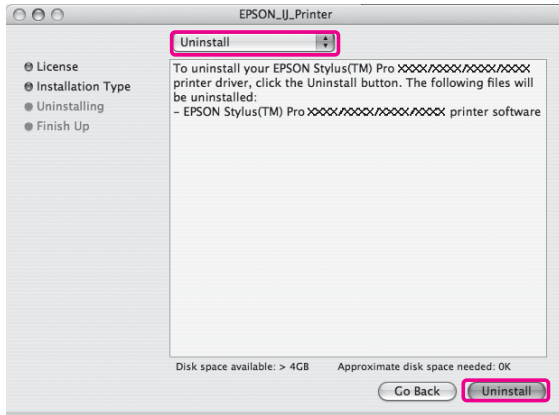 EPSON_IJ_Printer
Uninstall
License
Installation Type
Uninstalling
Finish Up
To uninstall your EPSON Stylus(TM) Pro XXXX/XXXX/XXXX/XXXX
printer driver, click the Uninstall button. The following files will
be uninstalled:
– EPSON Stylus(TM) Pro XXXX/XXXX/XXXX/XXXX printer software
Disk space available: > 4GB
Approximate disk space needed: 0K
Go Back
Uninstall